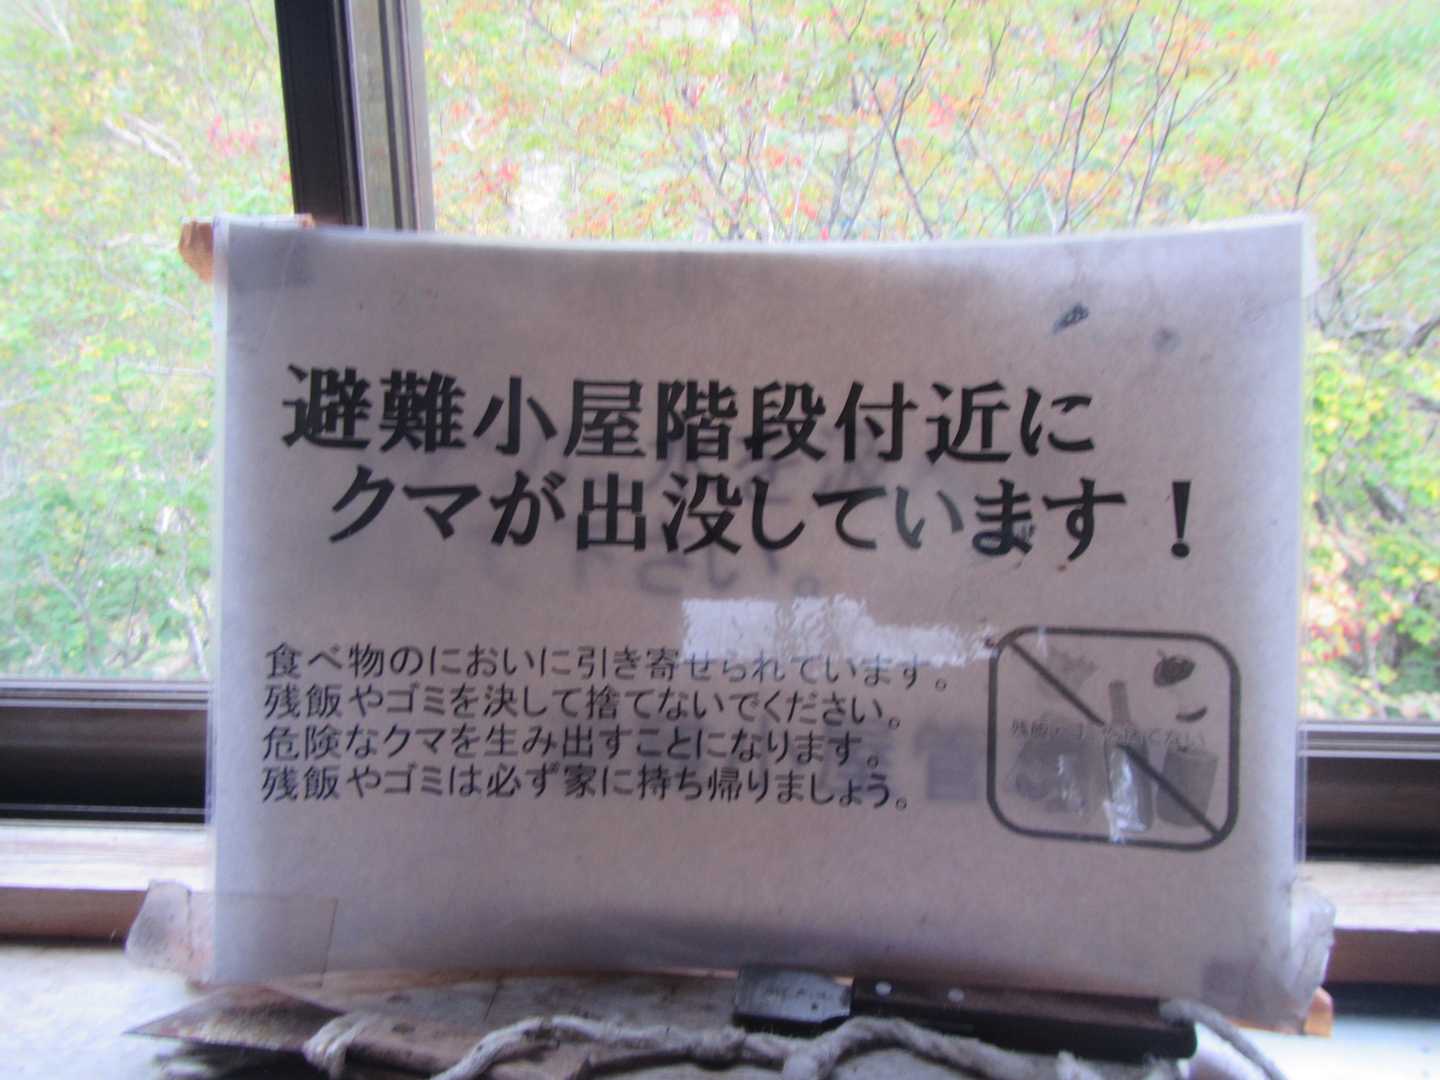 避難小屋階段付近に
クマが出没しています！
食べ物のにおいに引き寄せられています。
残飯やゴミを決して捨てないでください。
危険なクマを生み出すことになります。
残飯やゴミは必ず家に持ち帰りましょう。